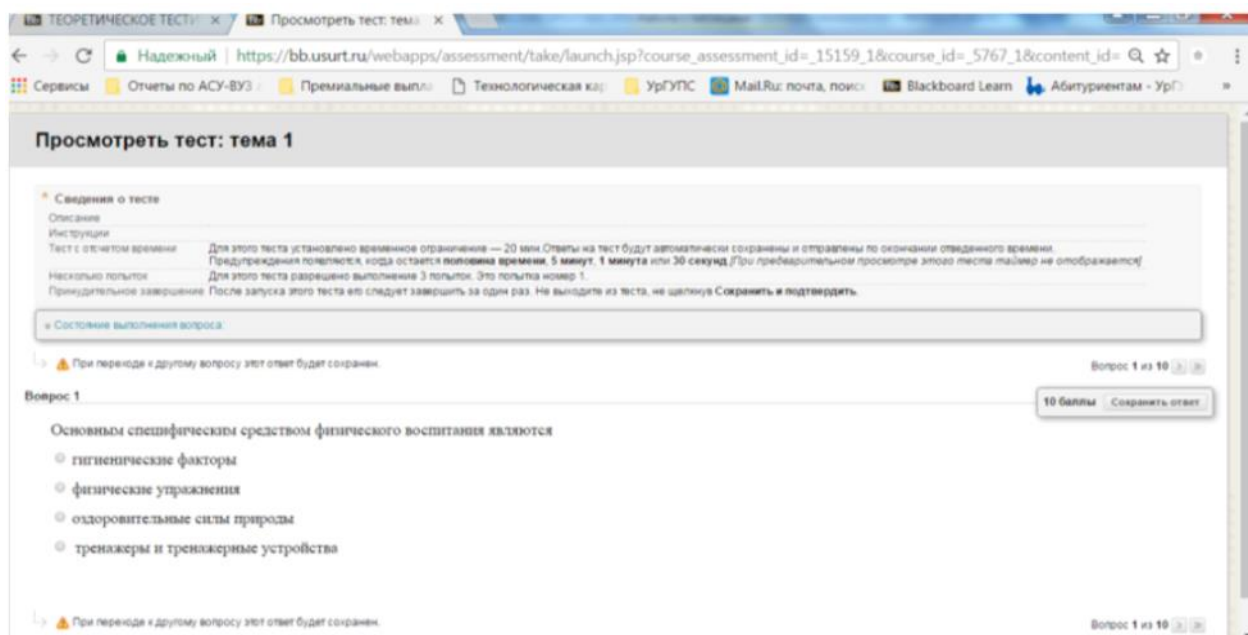 ТЕОРЕТИЧЕСКОЕ ТЕСТИ × Просмотреть тест: тема ×
Надежный | https://bb.usurt.ru/webapps/assessment/take/launch.jsp?course_assessment_id=_15159_1&course_id=_5767_1&content_id=
Сервисы Отчеты по АСУ-ВУЗ Премиальные выпла Технологическая кар УрГУПС Mail.Ru: почта, поиск Blackboard Learn Абитуриентам - УрГ »
Просмотреть тест: тема 1
* Сведения о тесте
Описание
Инструкции
Тест с отсчетом времени Для этого теста установлено временное ограничение — 20 мин.Ответы на тест будут автоматически сохранены и отправлены по окончании отведенного времени.
Предупреждения появляются, когда остается половина времени, 5 минут, 1 минута или 30 секунд.[При предварительном просмотре этого теста таймер не отображается]
Несколько попыток Для этого теста разрешено выполнение 3 попыток. Это попытка номер 1.
Принудительное завершение После запуска этого теста его следует завершить за один раз. Не выходите из теста, не щелкнув Сохранить и подтвердить.
Состояние выполнения вопроса:
При переходе к другому вопросу этот ответ будет сохранен. Вопрос 1 из 10 > »
Вопрос 1 10 баллы Сохранить ответ
Основным специфическим средством физического воспитания являются
гигиенические факторы
физические упражнения
оздоровительные силы природы
тренажеры и тренажерные устройства
При переходе к другому вопросу этот ответ будет сохранен. Вопрос 1 из 10 > »